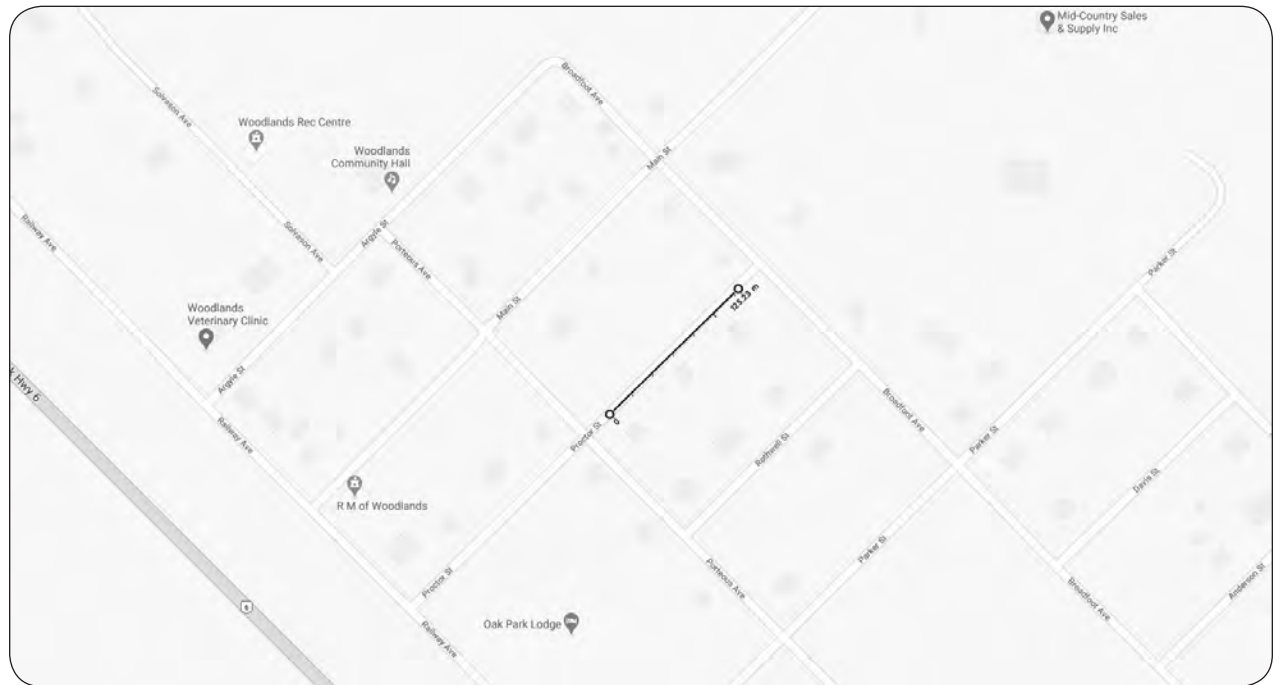 Mid-Country Sales
& Supply Inc
Broadfoot Ave
Solrason Ave
Woodlands Rec Centre
Woodlands
Community Hall
Main St
Railway Ave
Solrason Ave
Argyle St
Porteous Ave
Parker St
Main St
125.23 m
Woodlands
Veterinary Clinic
Argyle St
Hwy 6
0
Broadfoot Ave
Railway Ave
Proctor St
Rothwell St
Parker St
Davis St
R M of Woodlands
Parker St
Proctor St
Porteous Ave
Broadfoot Ave
Anderson St
6
Oak Park Lodge
Railway Ave